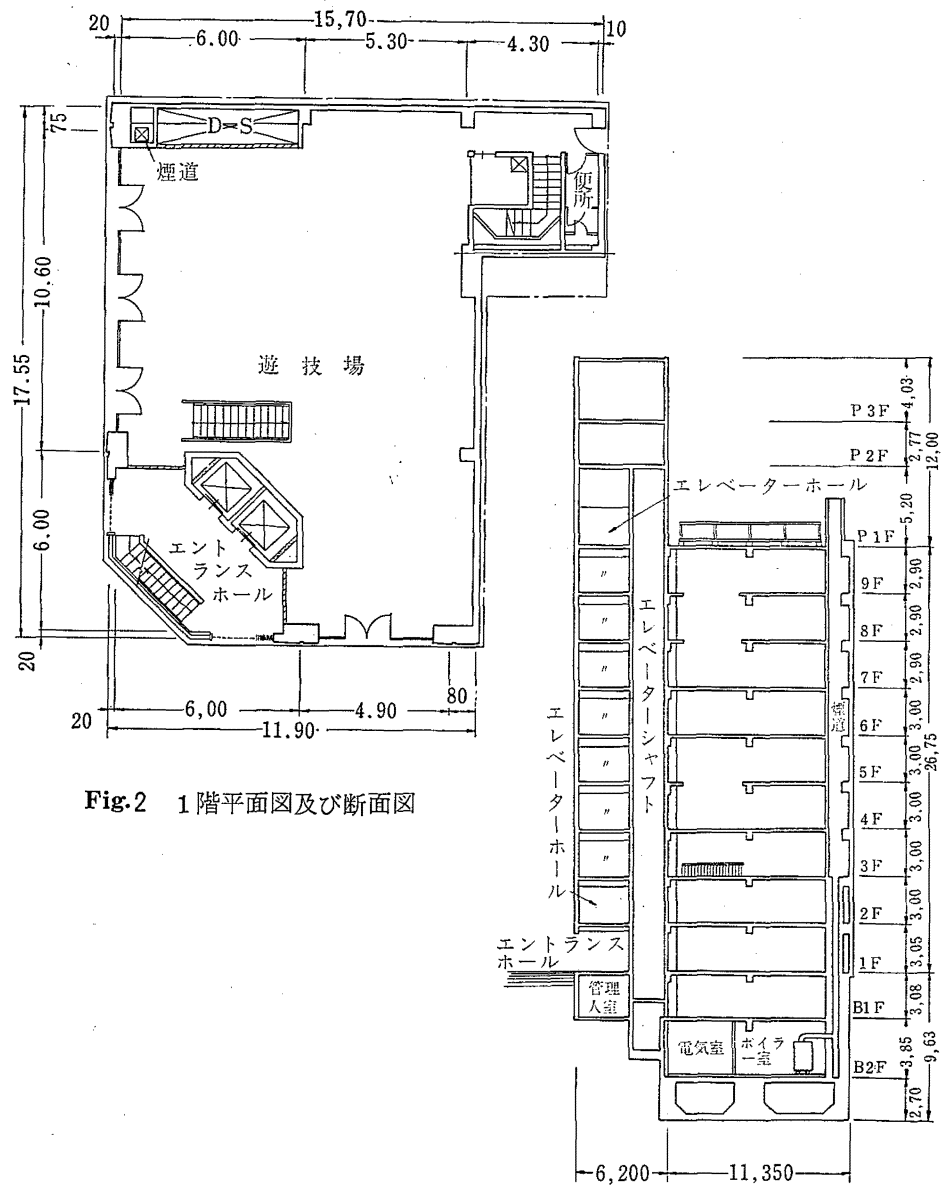 20
15,70
6.00
5.30
4.30
10
75
D S
煙道
便所
17.55
10.60
遊技場
6.00
エント
ランス
ホール
20
20
6,00
4.90
80
11.90
Fig.2 1階平面図及び断面図
P3F
4,03
P2F
2,77
12,00
エレベーターホール
5,20
P1F
〃
9F
2,90
〃
8F
2,90
〃
7F
2,90
エレベーターシャフト
煙道
〃
6F
3,00
26,75
〃
5F
3,00
エレベーターホール
〃
4F
3,00
〃
3F
3,00
2F
3,00
エントランス
ホール
1F
3,05
管理
人室
B1F
3,08
電気室
ボイラ
ー室
B2F
3,85
9,63
2,70
6,200
11,350